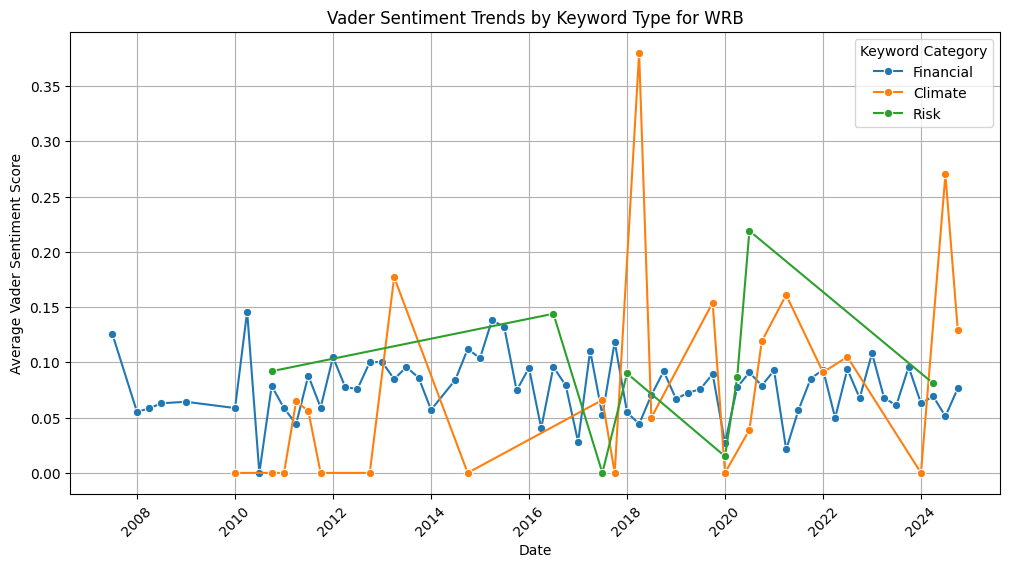 Vader Sentiment Trends by Keyword Type for WRB
Average Vader Sentiment Score
0.35
0.30
0.25
0.20
0.15
0.10
0.05
0.00
Keyword Category
Financial
Climate
Risk
2008
2010
2012
2014
2016
2018
2020
2022
2024
Date